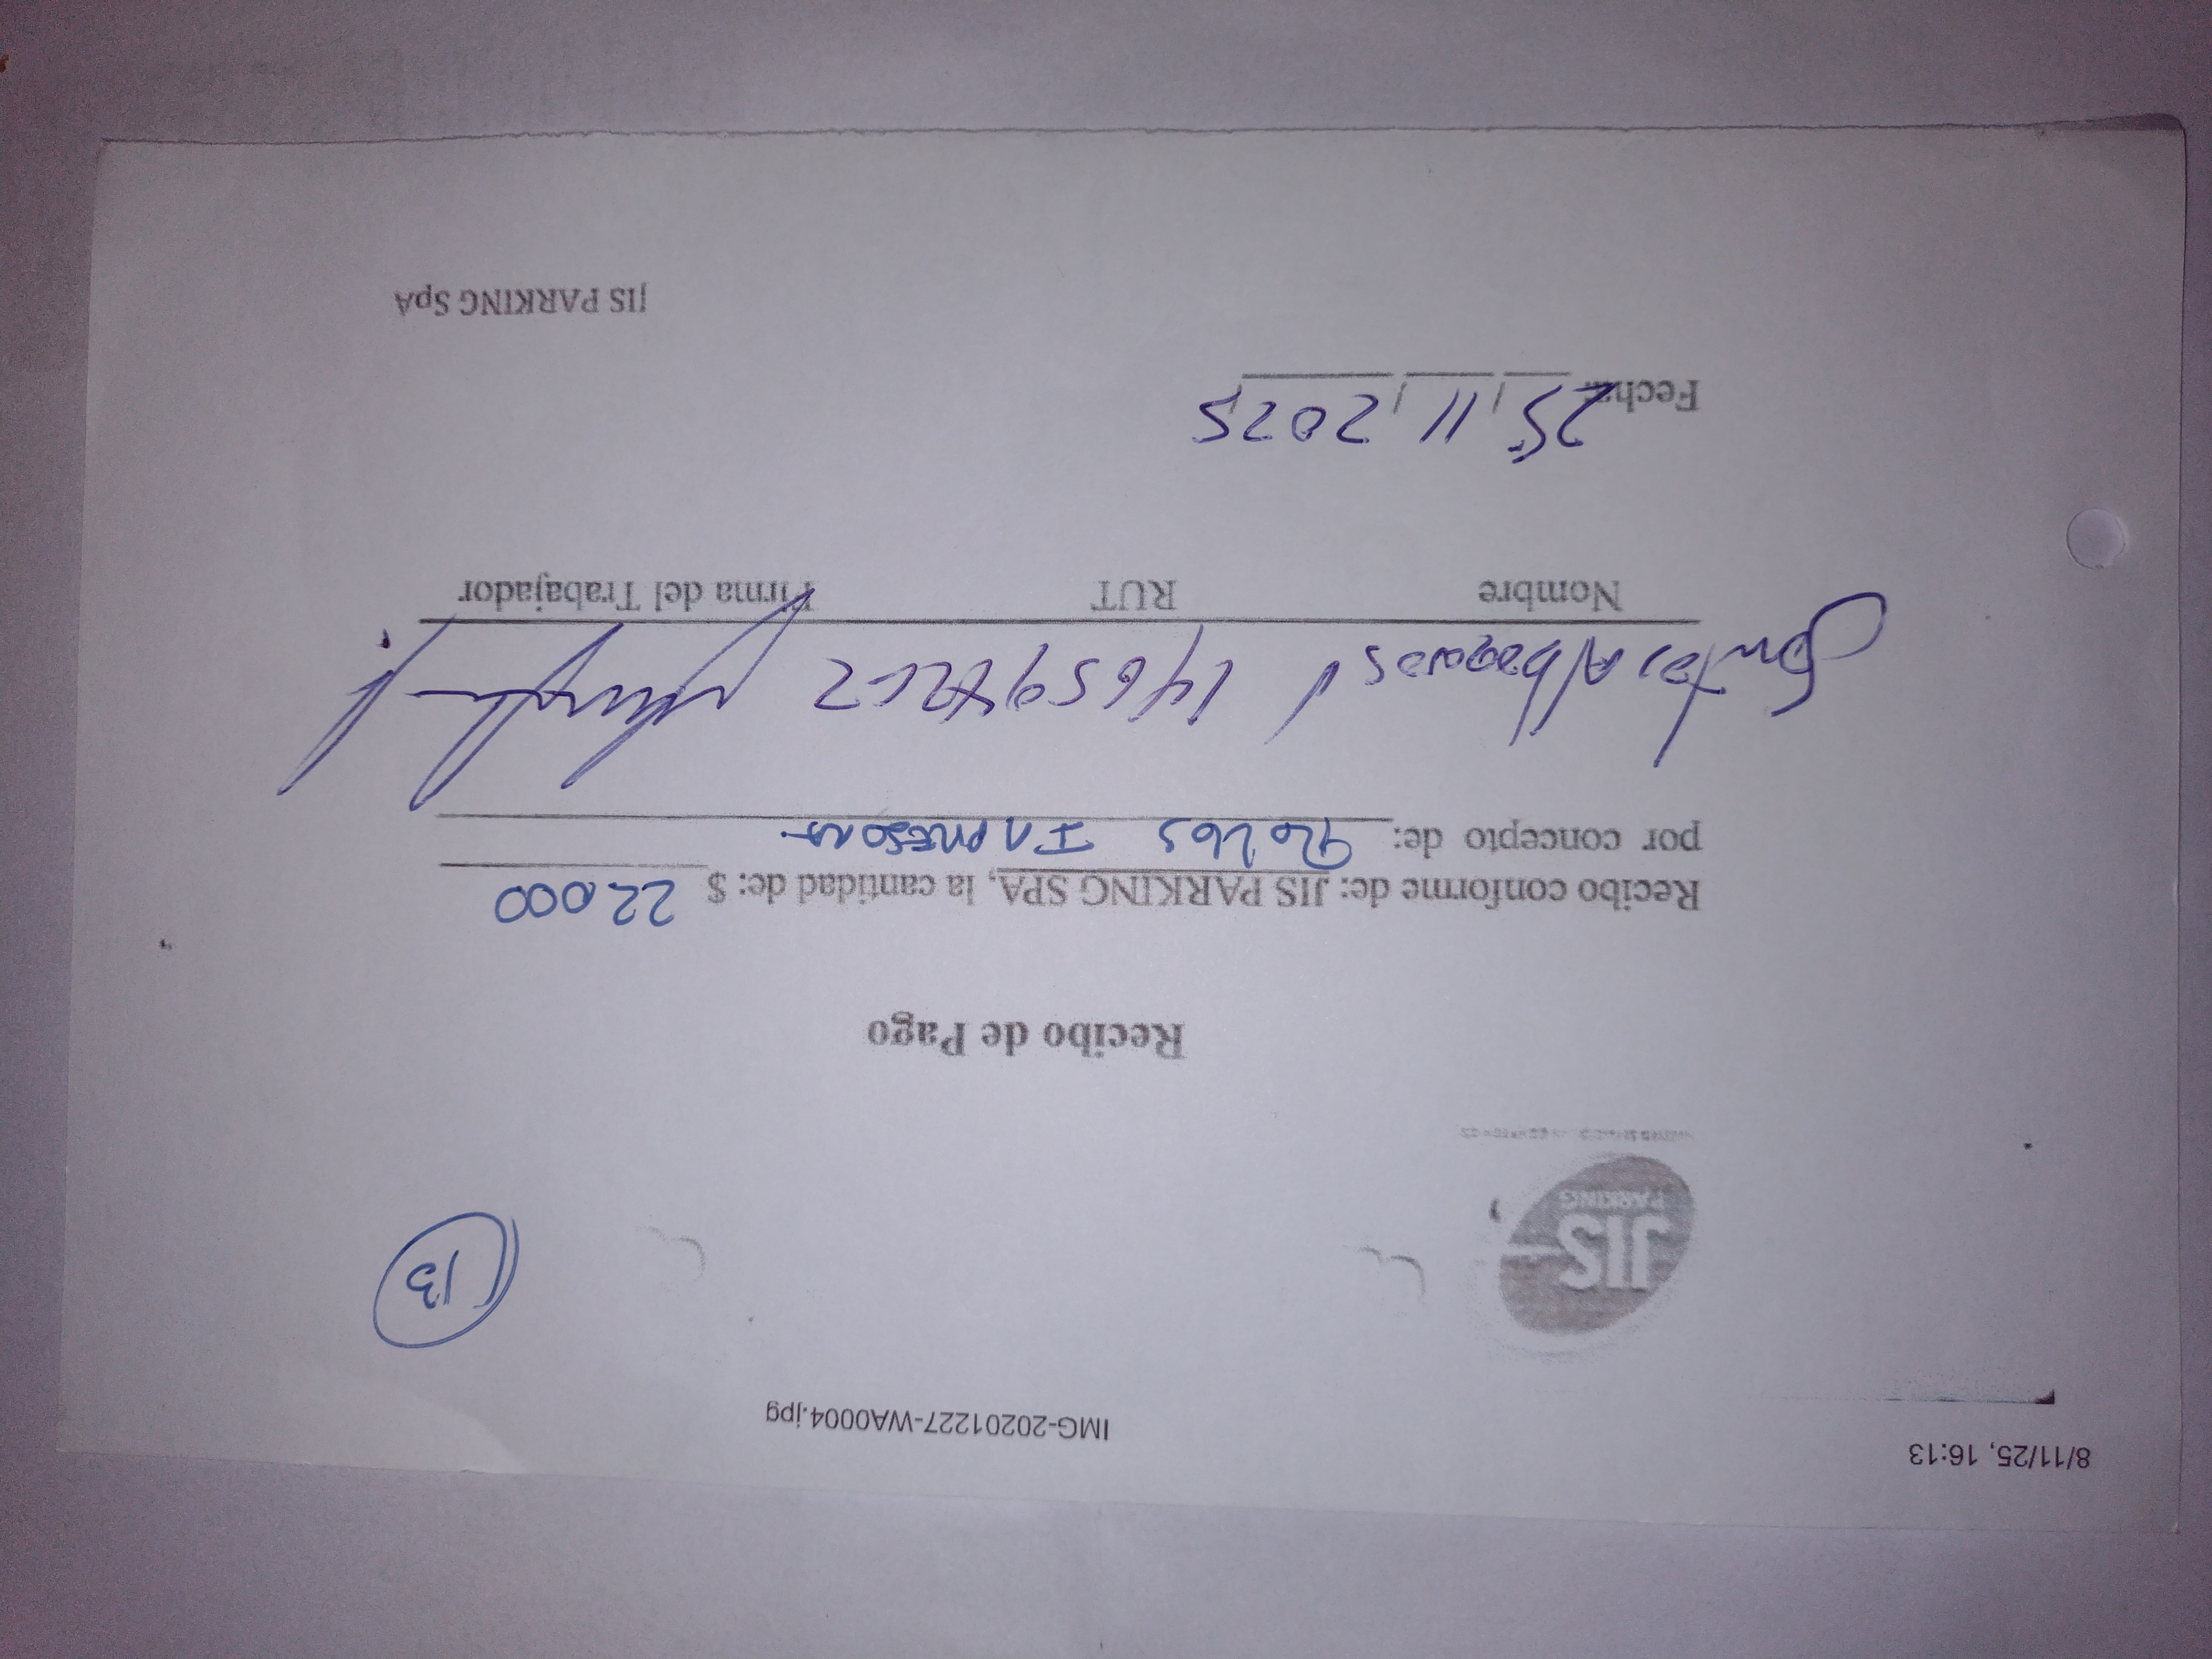 8/11/25, 16:13
IMG-20201227-WA0004.jpg
13
JIS
PARKING
Recibo de Pago
Recibo conforme de: JIS PARKING SPA, la cantidad de: $ 22.000
por concepto de: Rollos Inpresora
Nombre RUT Firma del Trabajador
Fecha: 25 11 2025
JIS PARKING SpA